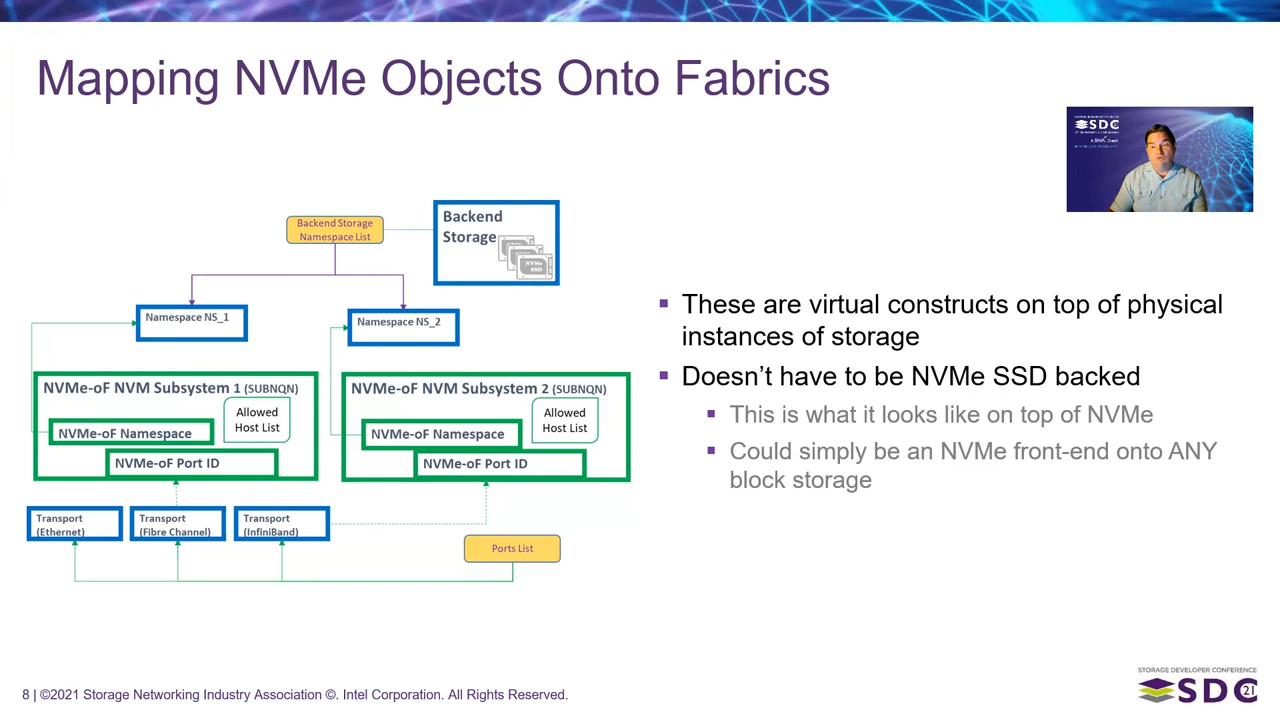 Mapping NVMe Objects Onto Fabrics
SDC
Backend Storage
Namespace List
Backend
Storage
NVMe
SSD
Namespace NS_1
Namespace NS_2
NVMe-oF NVM Subsystem 1 (SUBNQN)
Allowed
Host List
NVMe-oF Namespace
NVMe-oF Port ID
NVMe-oF NVM Subsystem 2 (SUBNQN)
Allowed
Host List
NVMe-oF Namespace
NVMe-oF Port ID
Transport
(Ethernet)
Transport
(Fibre Channel)
Transport
(InfiniBand)
Ports List
▪ These are virtual constructs on top of physical
instances of storage
▪ Doesn’t have to be NVMe SSD backed
▪ This is what it looks like on top of NVMe
▪ Could simply be an NVMe front-end onto ANY
block storage
8 | ©2021 Storage Networking Industry Association ©. Intel Corporation. All Rights Reserved.
STORAGE DEVELOPER CONFERENCE
SDC 21